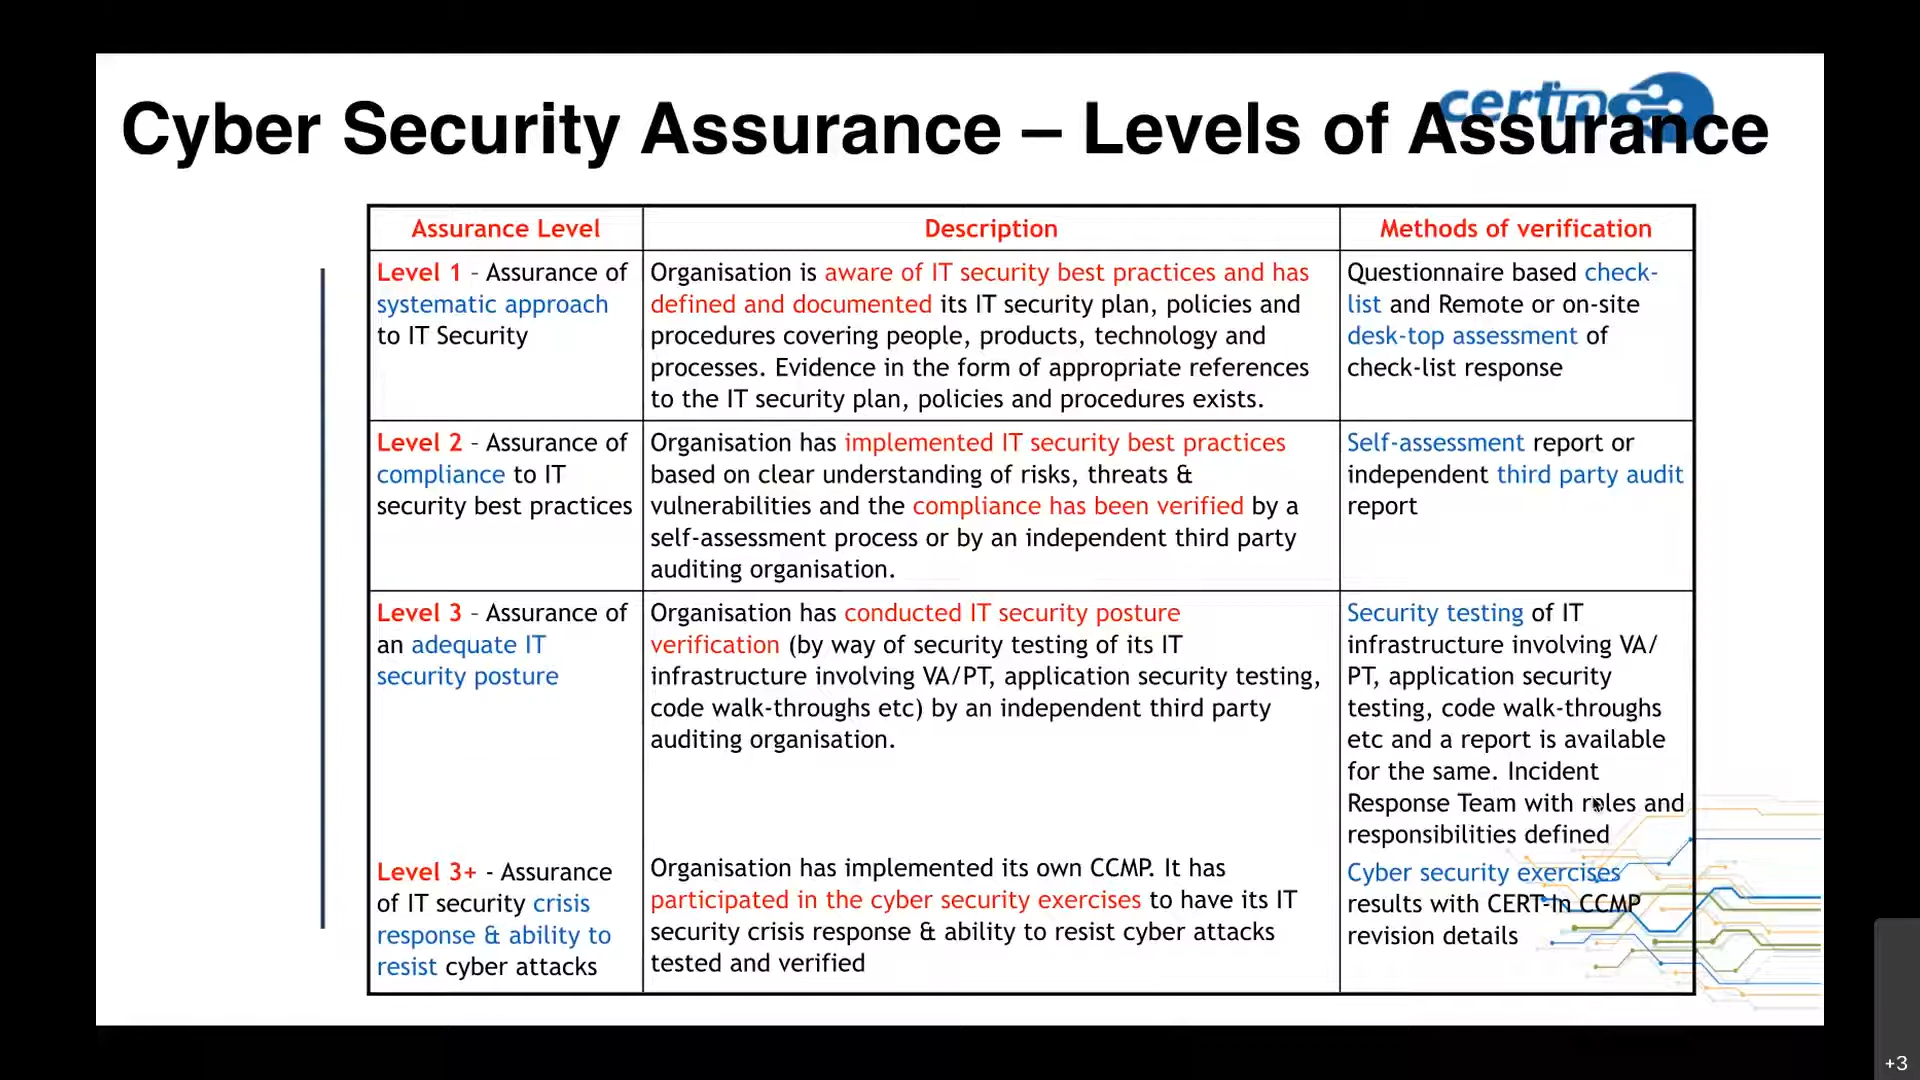 certin
Cyber Security Assurance – Levels of Assurance
Assurance Level
Description
Methods of verification
Level 1 - Assurance of
systematic approach
to IT Security
Organisation is aware of IT security best practices and has
defined and documented its IT security plan, policies and
procedures covering people, products, technology and
processes. Evidence in the form of appropriate references
to the IT security plan, policies and procedures exists.
Questionnaire based check-
list and Remote or on-site
desk-top assessment of
check-list response
Level 2 - Assurance of
compliance to IT
security best practices
Organisation has implemented IT security best practices
based on clear understanding of risks, threats &
vulnerabilities and the compliance has been verified by a
self-assessment process or by an independent third party
auditing organisation.
Self-assessment report or
independent third party audit
report
Level 3 - Assurance of
an adequate IT
security posture
Organisation has conducted IT security posture
verification (by way of security testing of its IT
infrastructure involving VA/PT, application security testing,
code walk-throughs etc) by an independent third party
auditing organisation.
Security testing of IT
infrastructure involving VA/
PT, application security
testing, code walk-throughs
etc and a report is available
for the same. Incident
Response Team with roles and
responsibilities defined
Level 3+ - Assurance
of IT security crisis
response & ability to
resist cyber attacks
Organisation has implemented its own CCMP. It has
participated in the cyber security exercises to have its IT
security crisis response & ability to resist cyber attacks
tested and verified
Cyber security exercises
results with CERT-In CCMP
revision details
+3